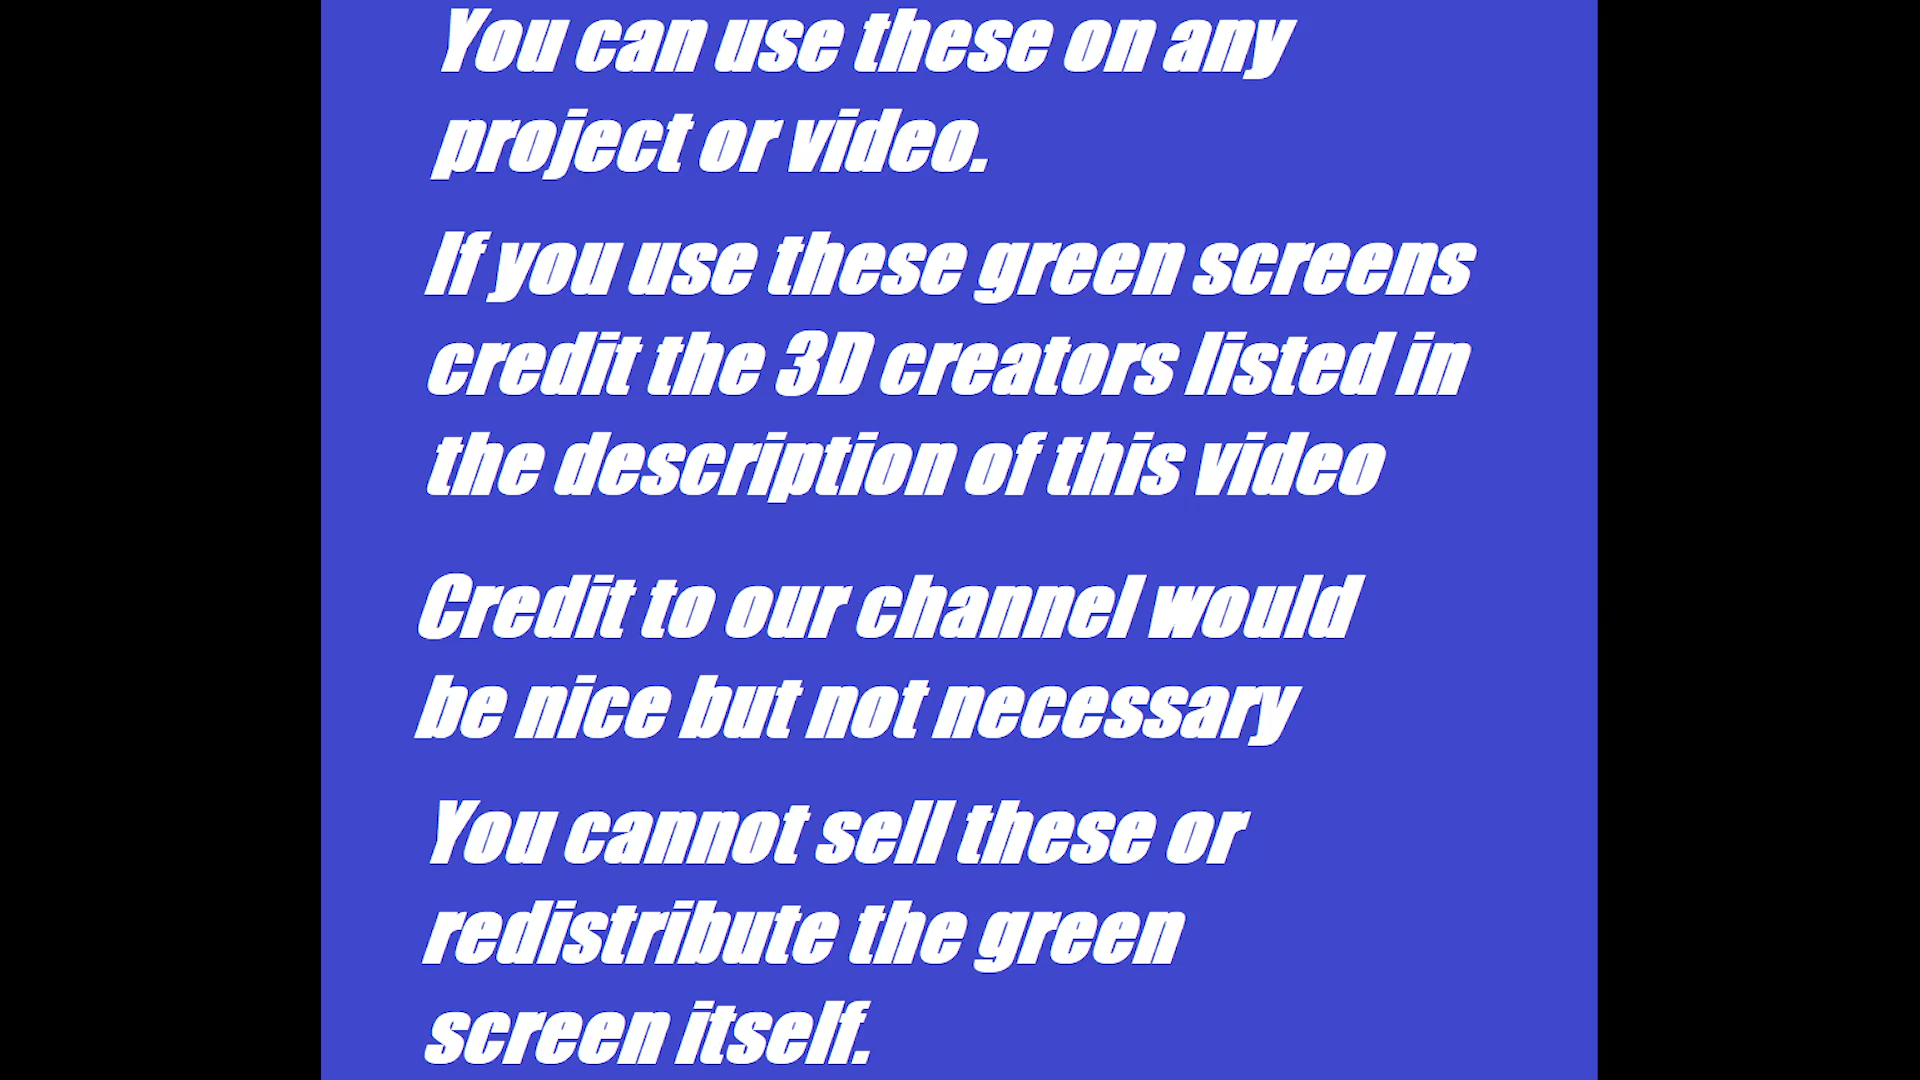 You can use these on any
project or video.
If you use these green screens
credit the 3D creators listed in
the description of this video
Credit to our channel would
be nice but not necessary
You cannot sell these or
redistribute the green
screen itself.